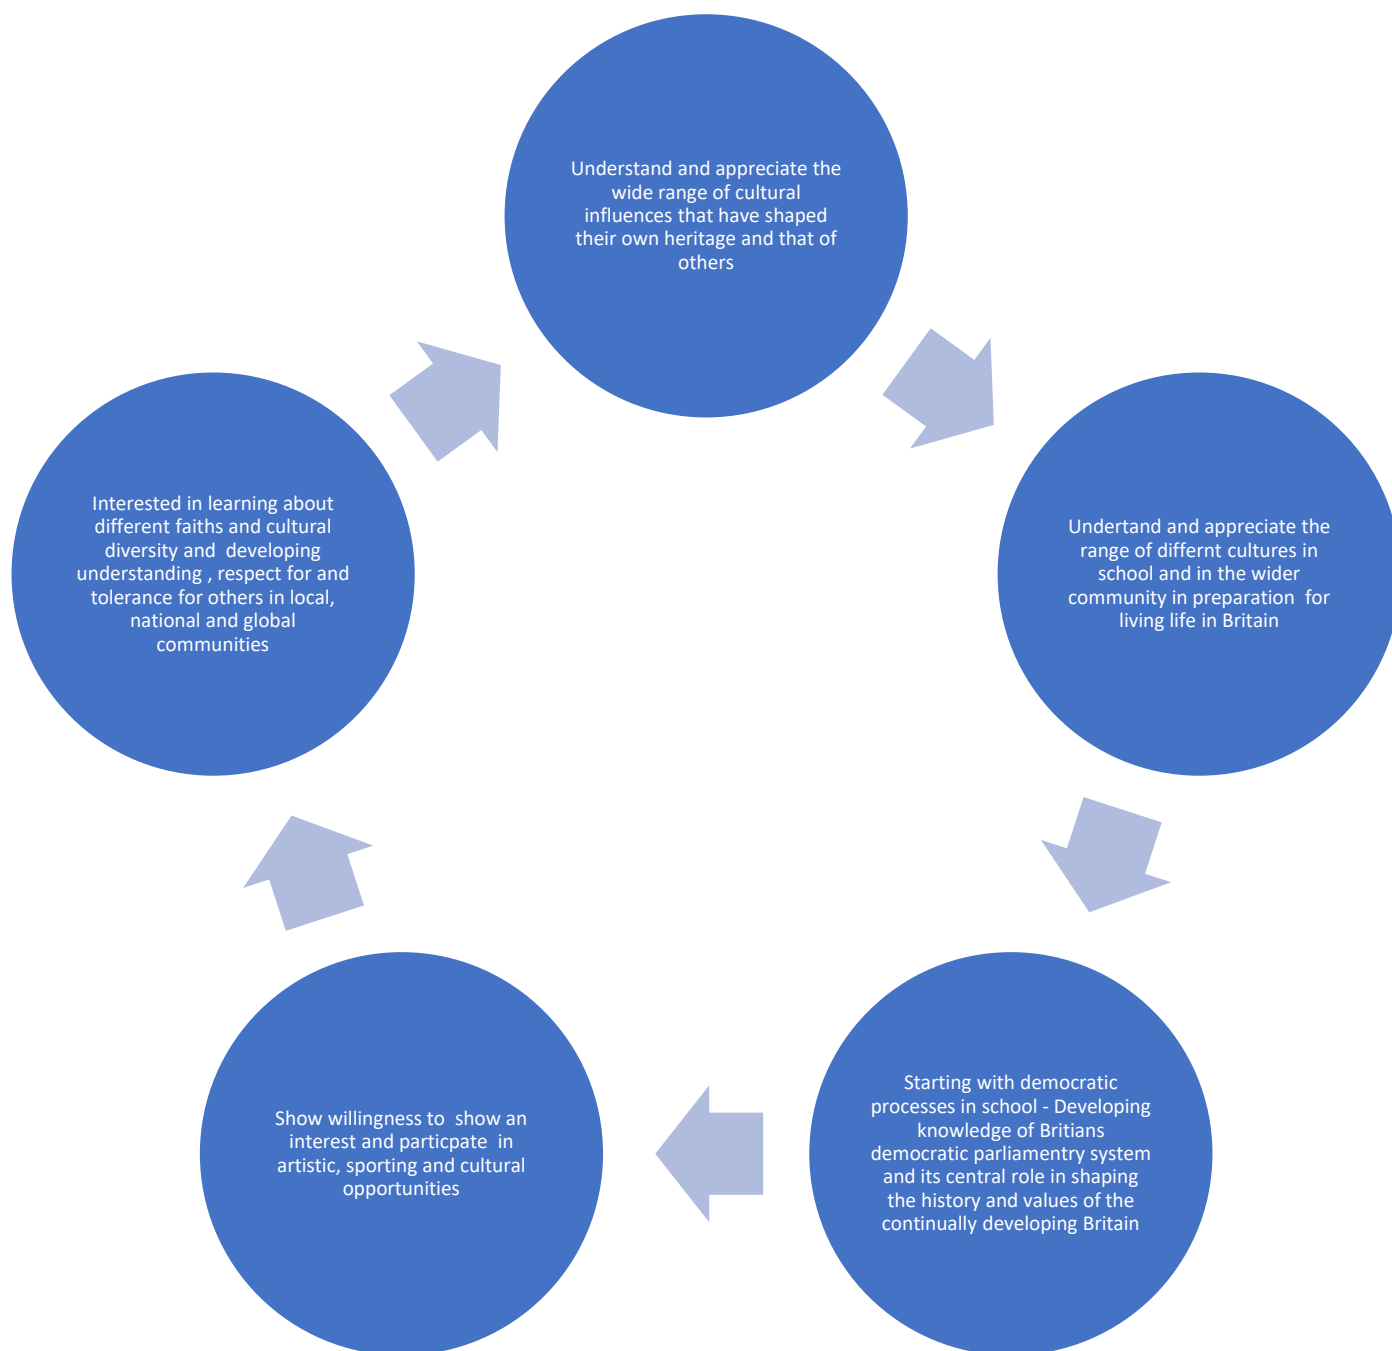 Understand and appreciate the
wide range of cultural
influences that have shaped
their own heritage and that of
others
Undertand and appreciate the
range of differnt cultures in
school and in the wider
community in preparation  for
living life in Britain
Starting with democratic
processes in school - Developing
knowledge of Britians
democratic parliamentry system
and its central role in shaping
the history and values of the
continually developing Britain
Show willingness to  show an
interest and particpate  in
artistic, sporting and cultural
opportunities
Interested in learning about
different faiths and cultural
diversity and  developing
understanding , respect for and
tolerance for others in local,
national and global
communities